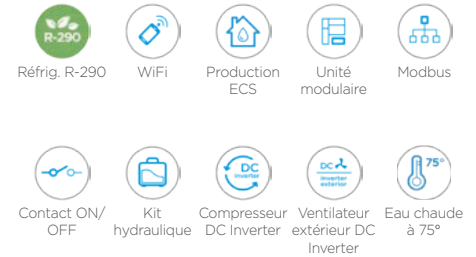 R-290
Réfrig. R-290
WiFi
Production
ECS
Unité
modulaire
Modbus
DC
Inverter
DC
Inverter
exterior
75°
Contact ON/
OFF
Kit
hydraulique
Compresseur
DC Inverter
Ventilateur
extérieur DC
Inverter
Eau chaude
à 75°